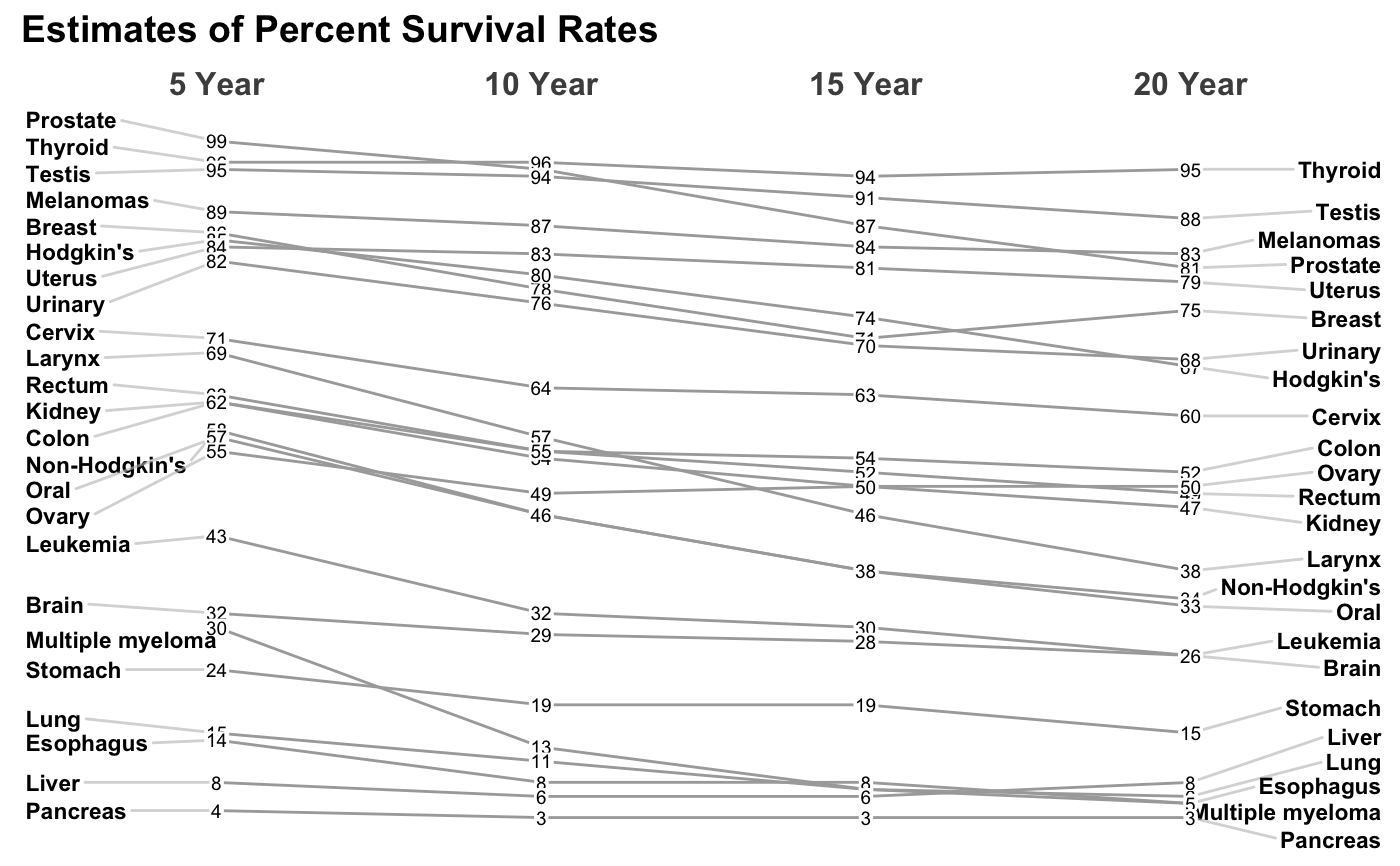 Estimates of Percent Survival Rates
5 Year 10 Year 15 Year 20 Year
Prostate
99
Thyroid 96 Thyroid
Testis 95 94 94 95
91
Testis
Melanomas 89 87 87 88
Melanomas
Breast 84 83
Hodgkin's 84 83 81 81 Prostate
Uterus 82 80 79 Uterus
Urinary 78 76 74 75 Breast
Cervix 71 70 68 Urinary
Larynx 69 Hodgkin's
Rectum 64 63
Kidney 62 60 Cervix
Colon 57 57 Colon
Non-Hodgkin's 55 55 54 52 52 Ovary
Oral 49 50 50 Rectum
Ovary 46 46 47 Kidney
Leukemia 43 38 38 Larynx
Non-Hodgkin's
Brain 32 32 33 Oral
Multiple myeloma 30 29 30 28 26 Leukemia
Brain
Stomach 24 19 19 15 Stomach
Lung 13 Liver
Esophagus 14 11 Lung
Liver 8 8 8 8 Esophagus
6 6 5
Pancreas 4 3 3 3 Multiple myeloma
Pancreas